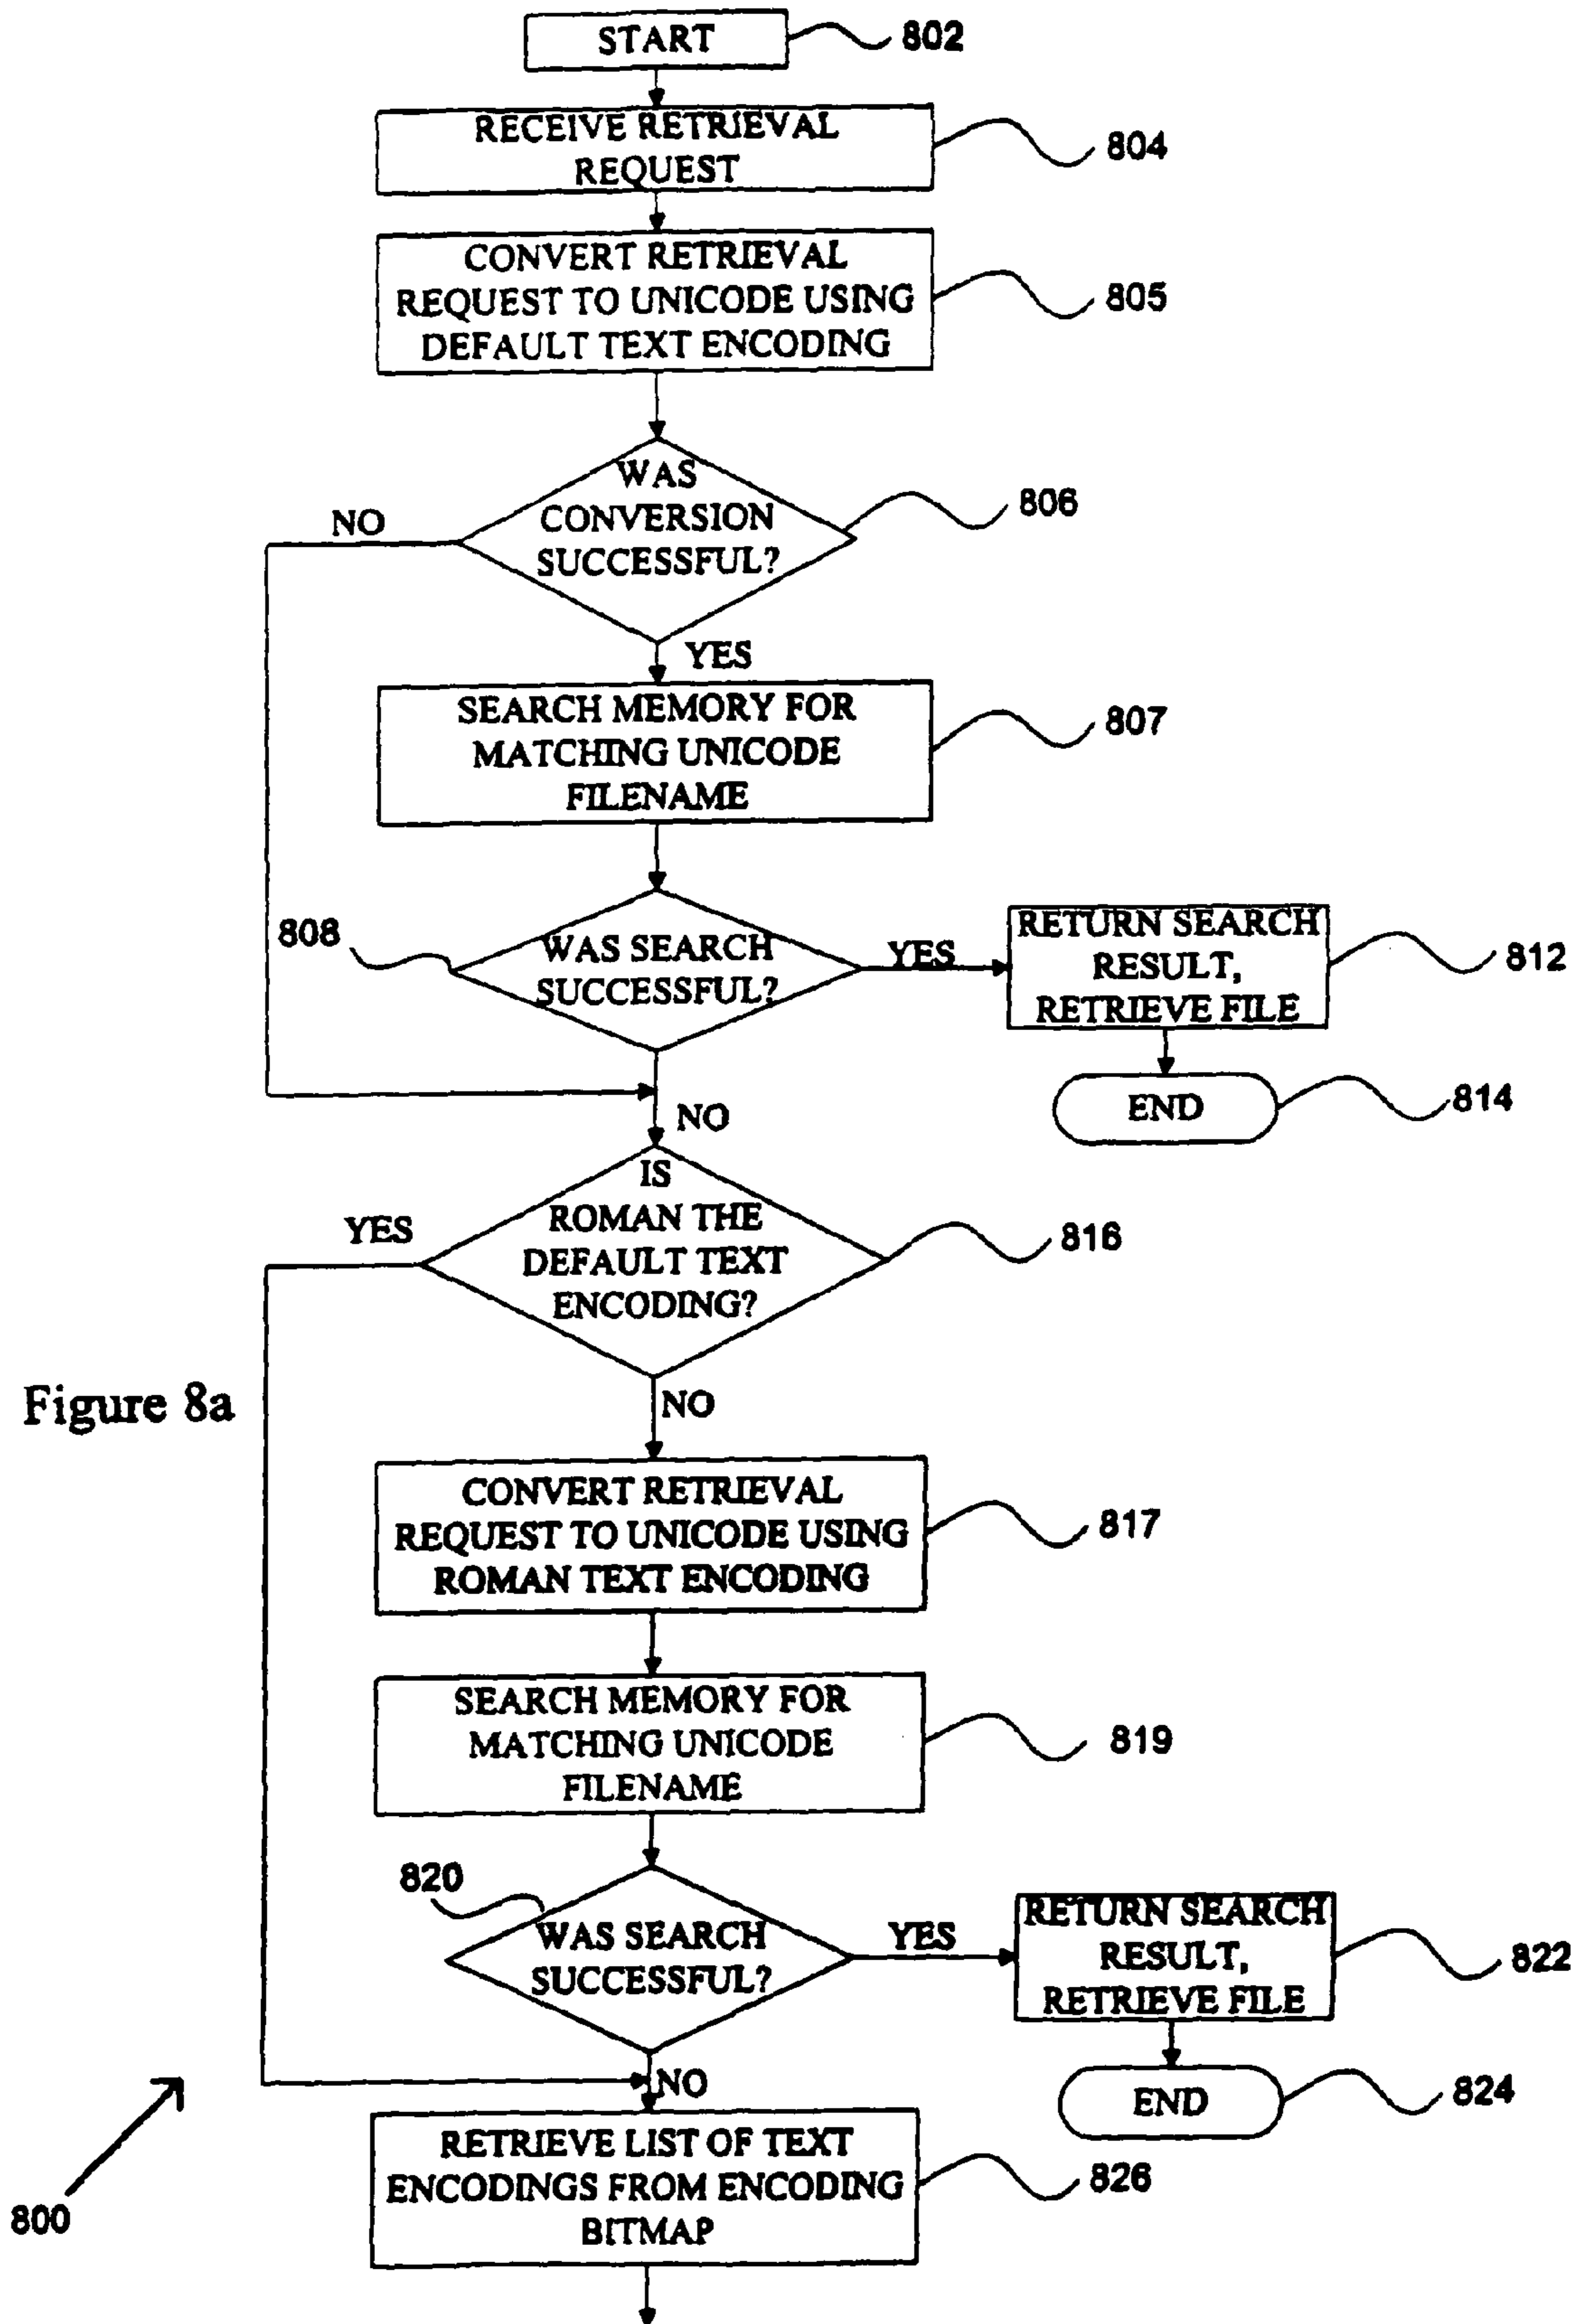 START
802
RECEIVE RETRIEVAL
REQUEST
804
CONVERT RETRIEVAL
REQUEST TO UNICODE USING
DEFAULT TEXT ENCODING
805
WAS
CONVERSION
SUCCESSFUL?
806
NO
YES
SEARCH MEMORY FOR
MATCHING UNICODE
FILENAME
807
808
WAS SEARCH
SUCCESSFUL?
YES
RETURN SEARCH
RESULT,
RETRIEVE FILE
812
END
814
NO
IS
ROMAN THE
DEFAULT TEXT
ENCODING?
816
YES
Figure 8a
NO
CONVERT RETRIEVAL
REQUEST TO UNICODE USING
ROMAN TEXT ENCODING
817
SEARCH MEMORY FOR
MATCHING UNICODE
FILENAME
819
820
WAS SEARCH
SUCCESSFUL?
YES
RETURN SEARCH
RESULT,
RETRIEVE FILE
822
END
824
NO
RETRIEVE LIST OF TEXT
ENCODINGS FROM ENCODING
BITMAP
826
800